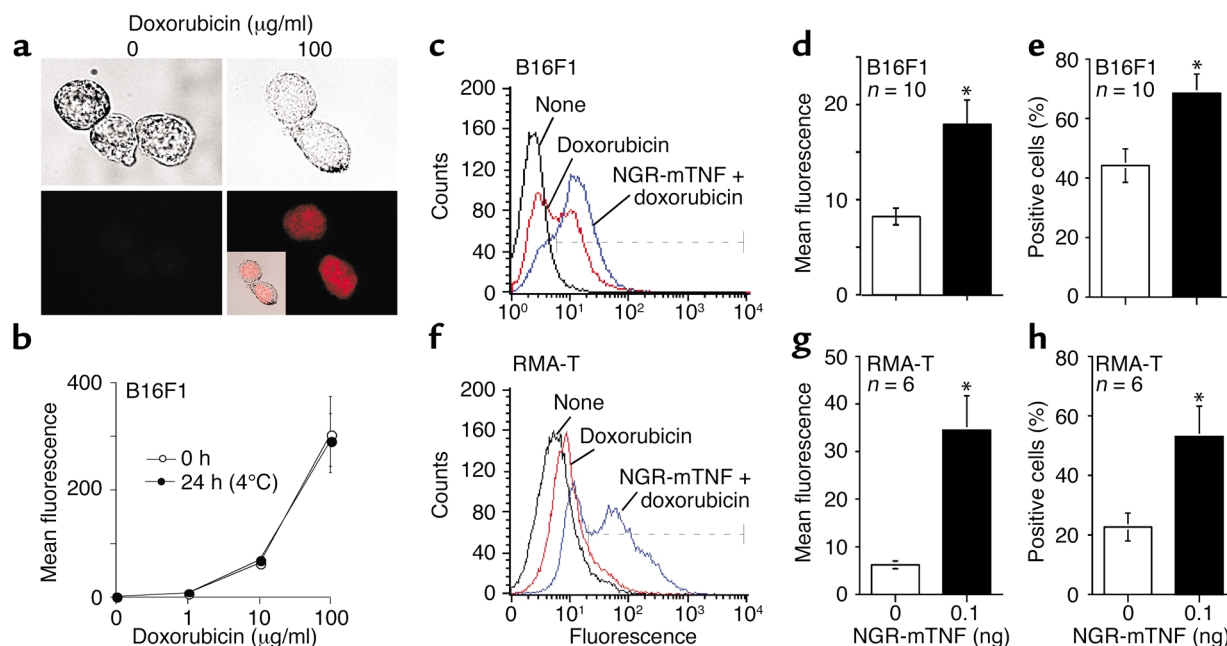 Doxorubicin (μg/ml)
a 0 100
b
B16F1
400
200
0
Mean fluorescence
0 h
24 h (4°C)
0 1 10 100
Doxorubicin (μg/ml)
c
B16F1
200
160
120
80
40
0
Counts
None
Doxorubicin
NGR-mTNF +
doxorubicin
10⁰ 10¹ 10² 10³ 10⁴
d
B16F1
n = 10
*
20
10
0
Mean fluorescence
e
B16F1
n = 10
*
80
60
40
20
0
Positive cells (%)
f
RMA-T
200
160
120
80
40
0
Counts
None
Doxorubicin
NGR-mTNF +
doxorubicin
0 10¹ 10² 10³ 10⁴
Fluorescence
g
RMA-T
n = 6
*
50
40
30
20
10
0
Mean fluorescence
0 0.1
NGR-mTNF (ng)
h
RMA-T
n = 6
*
80
60
40
20
0
Positive cells (%)
0 0.1
NGR-mTNF (ng)